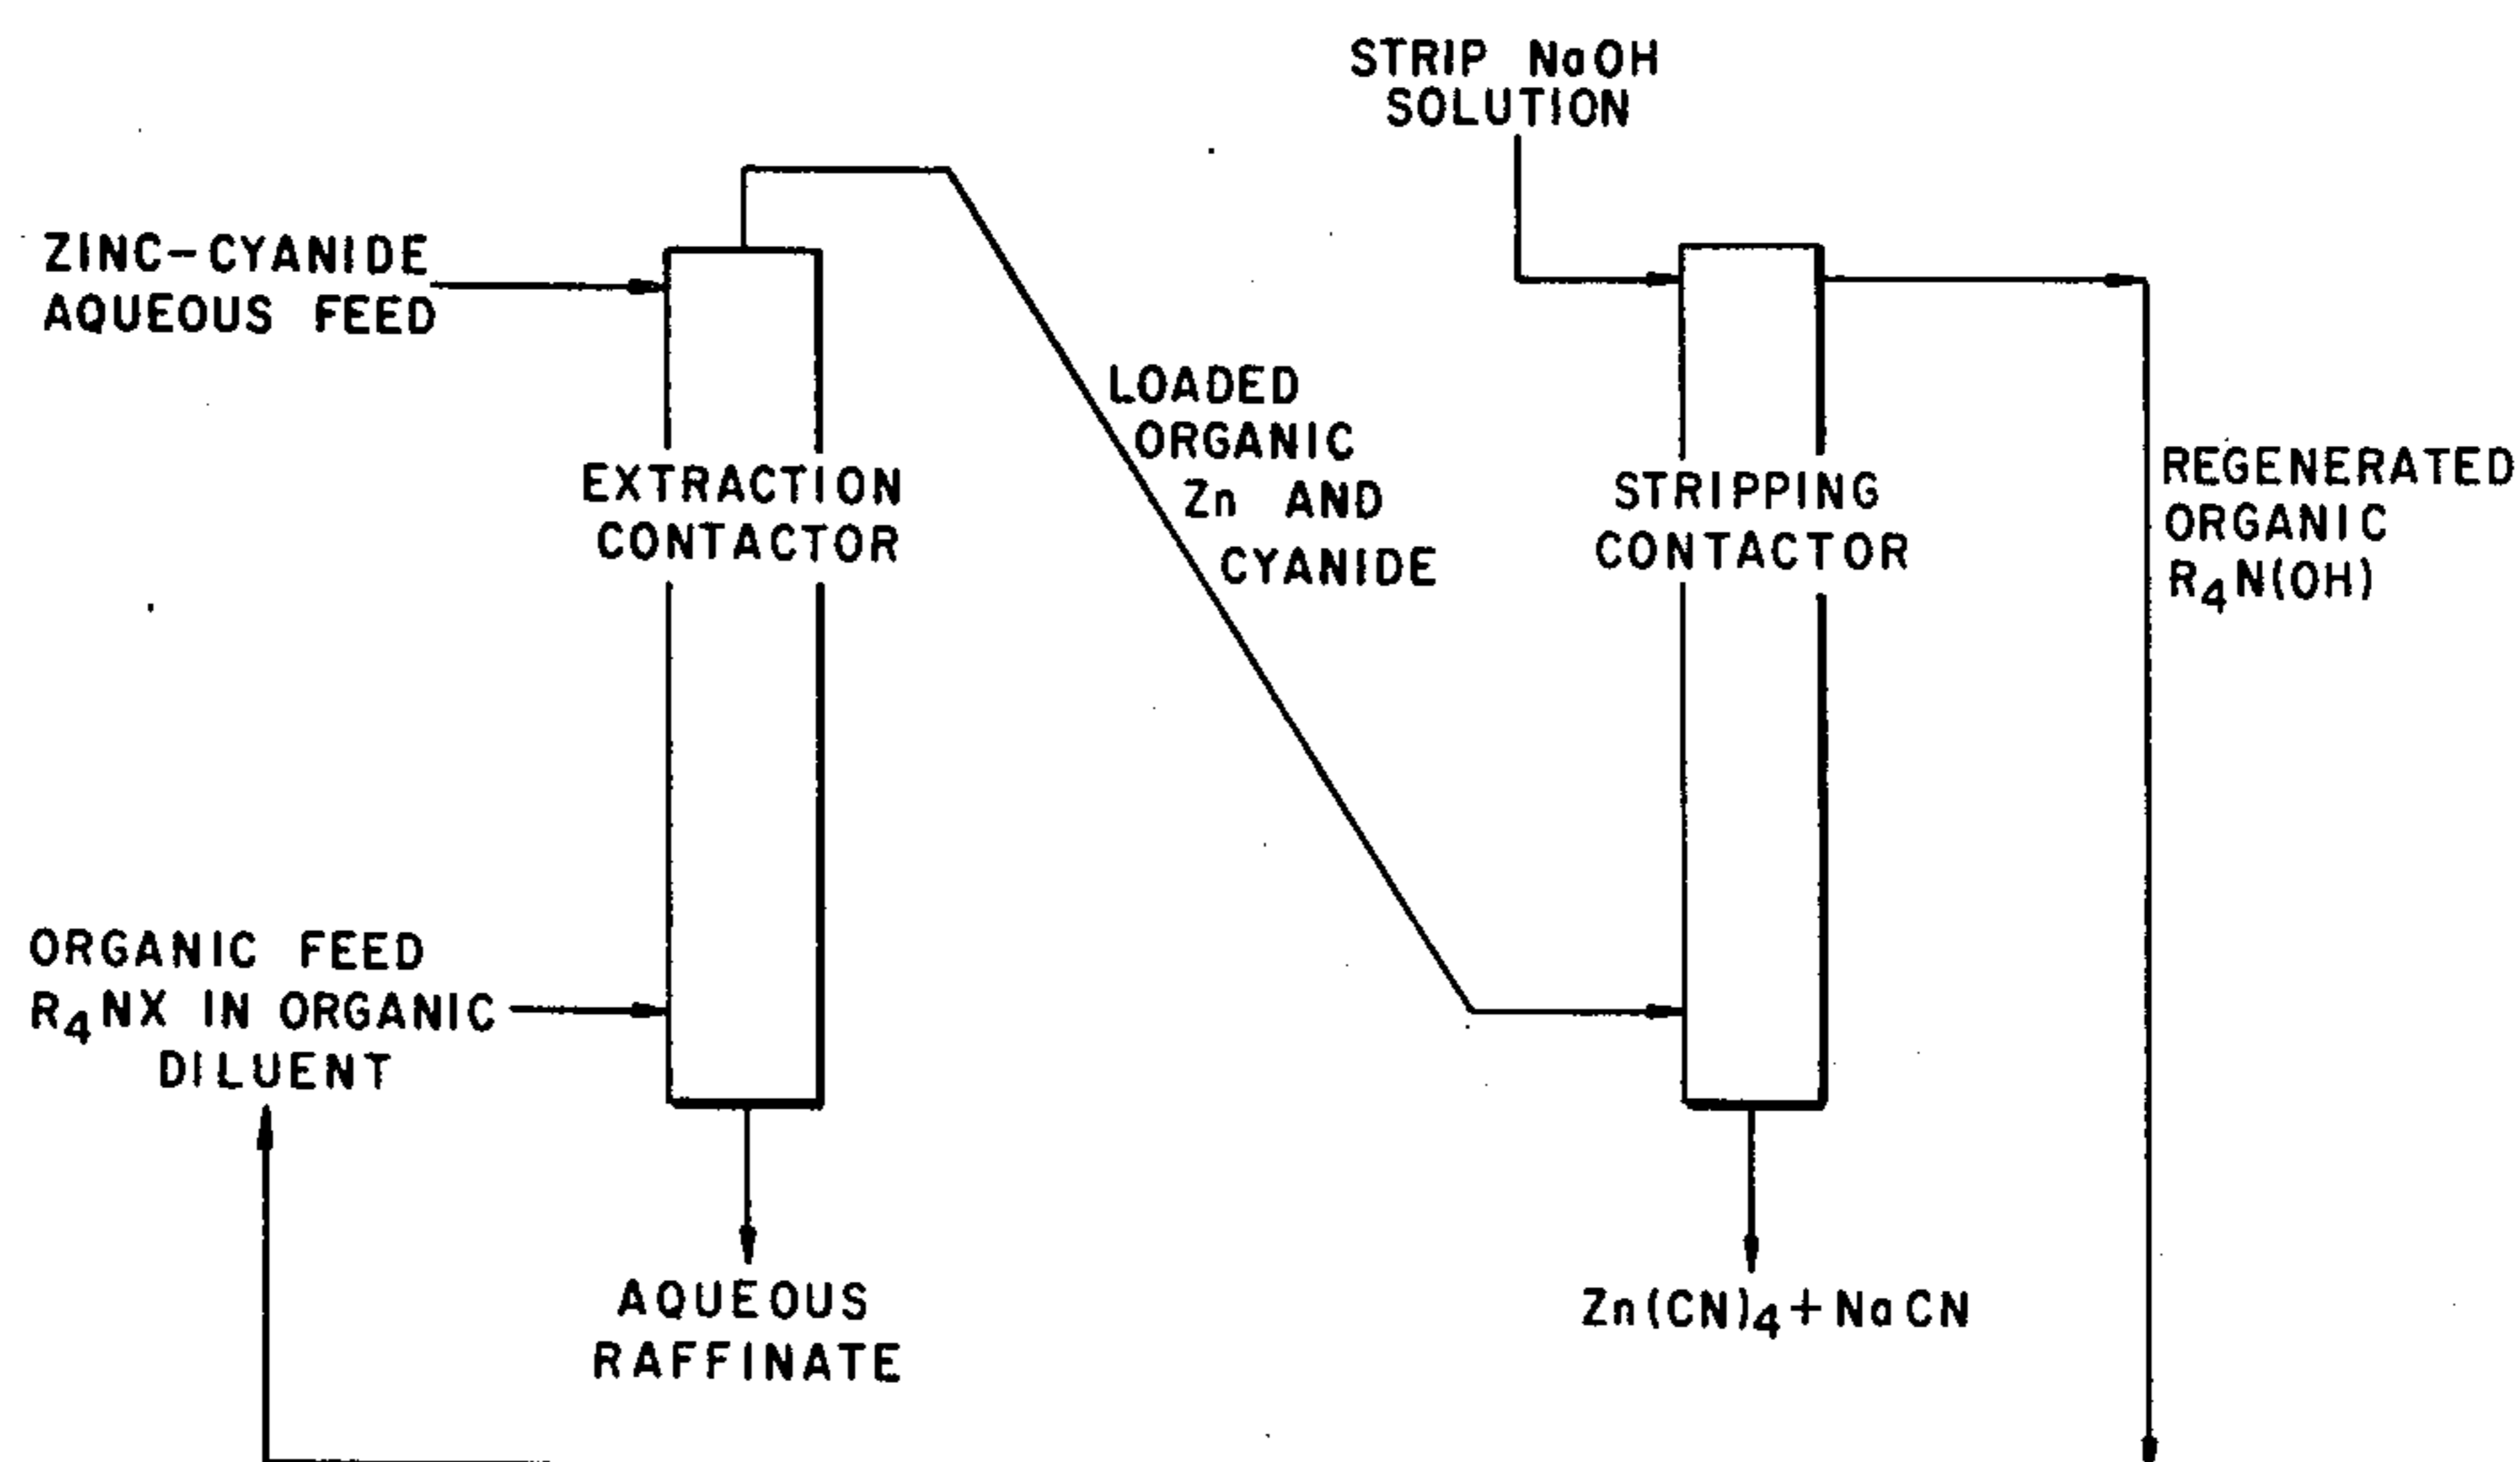 STRIP NaOH
SOLUTION
ZINC-CYANIDE
AQUEOUS FEED
LOADED
ORGANIC
Zn AND
CYANIDE
EXTRACTION
CONTACTOR
STRIPPING
CONTACTOR
REGENERATED
ORGANIC
R₄N(OH)
ORGANIC FEED
R₄NX IN ORGANIC
DILUENT
AQUEOUS
RAFFINATE
Zn(CN)₄+NaCN